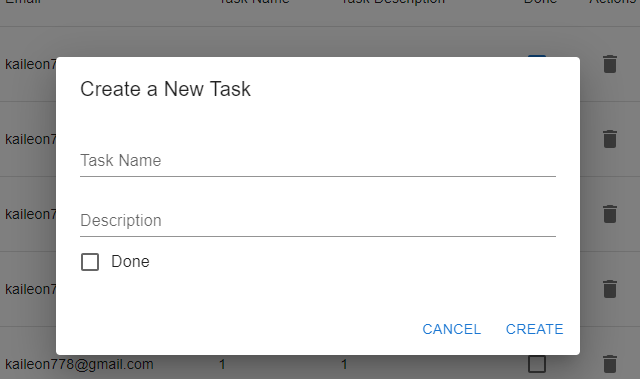 Email Task Name Task Description Done Actions
kaileon7
Create a New Task
kaileon7
Task Name
kaileon7
Description
Done
kaileon7
CANCEL CREATE
kaileon778@gmail.com 1 1